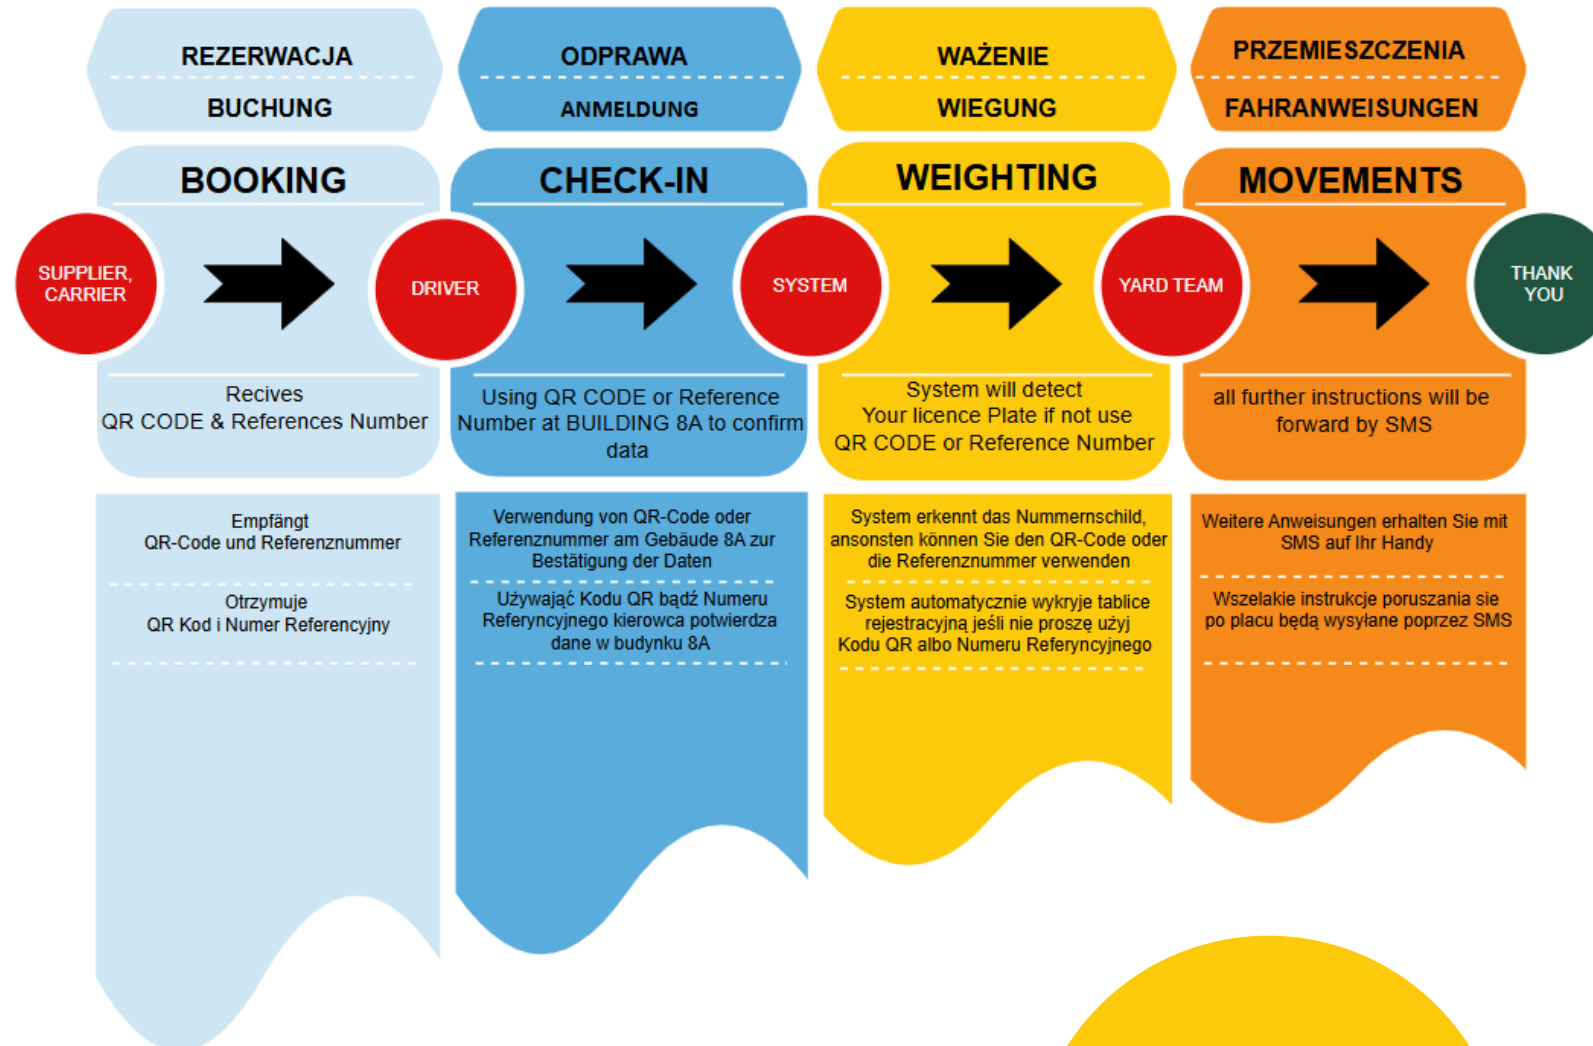 REZERWACJA
BUCHUNG
ODPRAWA
ANMELDUNG
WAŻENIE
WIEGUNG
PRZEMIESZCZENIA
FAHRANWEISUNGEN
BOOKING
CHECK-IN
WEIGHTING
MOVEMENTS
SUPPLIER,
CARRIER
DRIVER
SYSTEM
YARD TEAM
THANK
YOU
Recives
QR CODE & References Number
Using QR CODE or Reference
Number at BUILDING 8A to confirm
data
System will detect
Your licence Plate if not use
QR CODE or Reference Number
all further instructions will be
forward by SMS
Empfängt
QR-Code und Referenznummer
Otrzymuje
QR Kod i Numer Referencyjny
Verwendung von QR-Code oder
Referenznummer am Gebäude 8A zur
Bestätigung der Daten
Używająć Kodu QR bądź Numeru
Referyncyjnego kierowca potwierdza
dane w budynku 8A
System erkennt das Nummernschild,
ansonsten können Sie den QR-Code oder
die Referenznummer verwenden
System automatycznie wykryje tablice
rejestracyjną jeśli nie proszę użyj
Kodu QR albo Numeru Referyncyjnego
Weitere Anweisungen erhalten Sie mit
SMS auf Ihr Handy
Wszelakie instrukcje poruszania sie
po placu będą wysyłane poprzez SMS